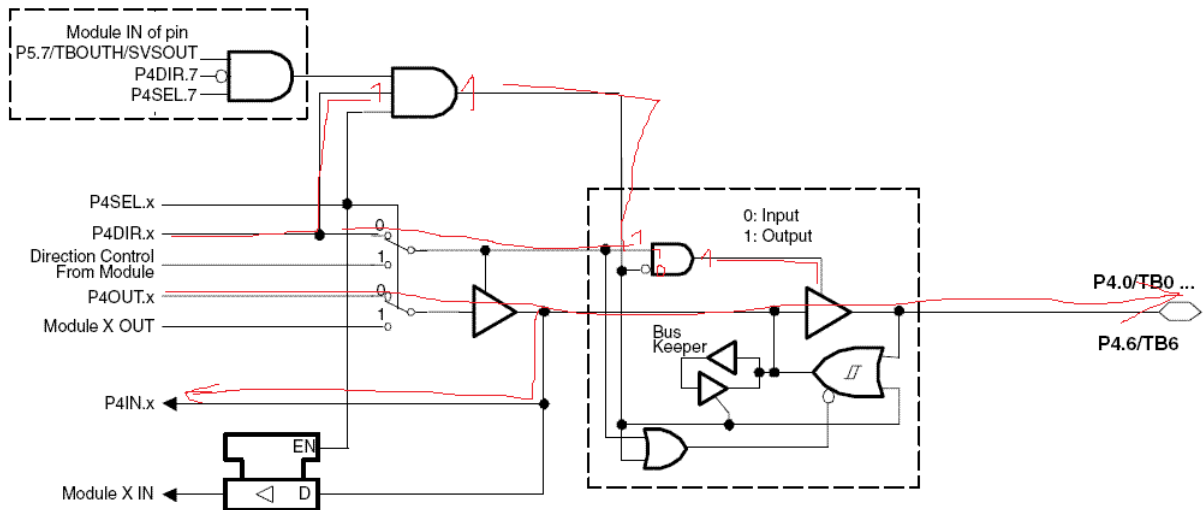 Module IN of pin
P5.7/TBOUTH/SVSOUT
P4DIR.7
P4SEL.7
1
1
P4SEL.x
0: Input
P4DIR.x
0
1
1: Output
Direction Control
From Module
1
0
1
P4OUT.x
0
P4.0/TB0 ...
Module X OUT
1
Bus
Keeper
P4.6/TB6
P4IN.x
EN
Module X IN
D